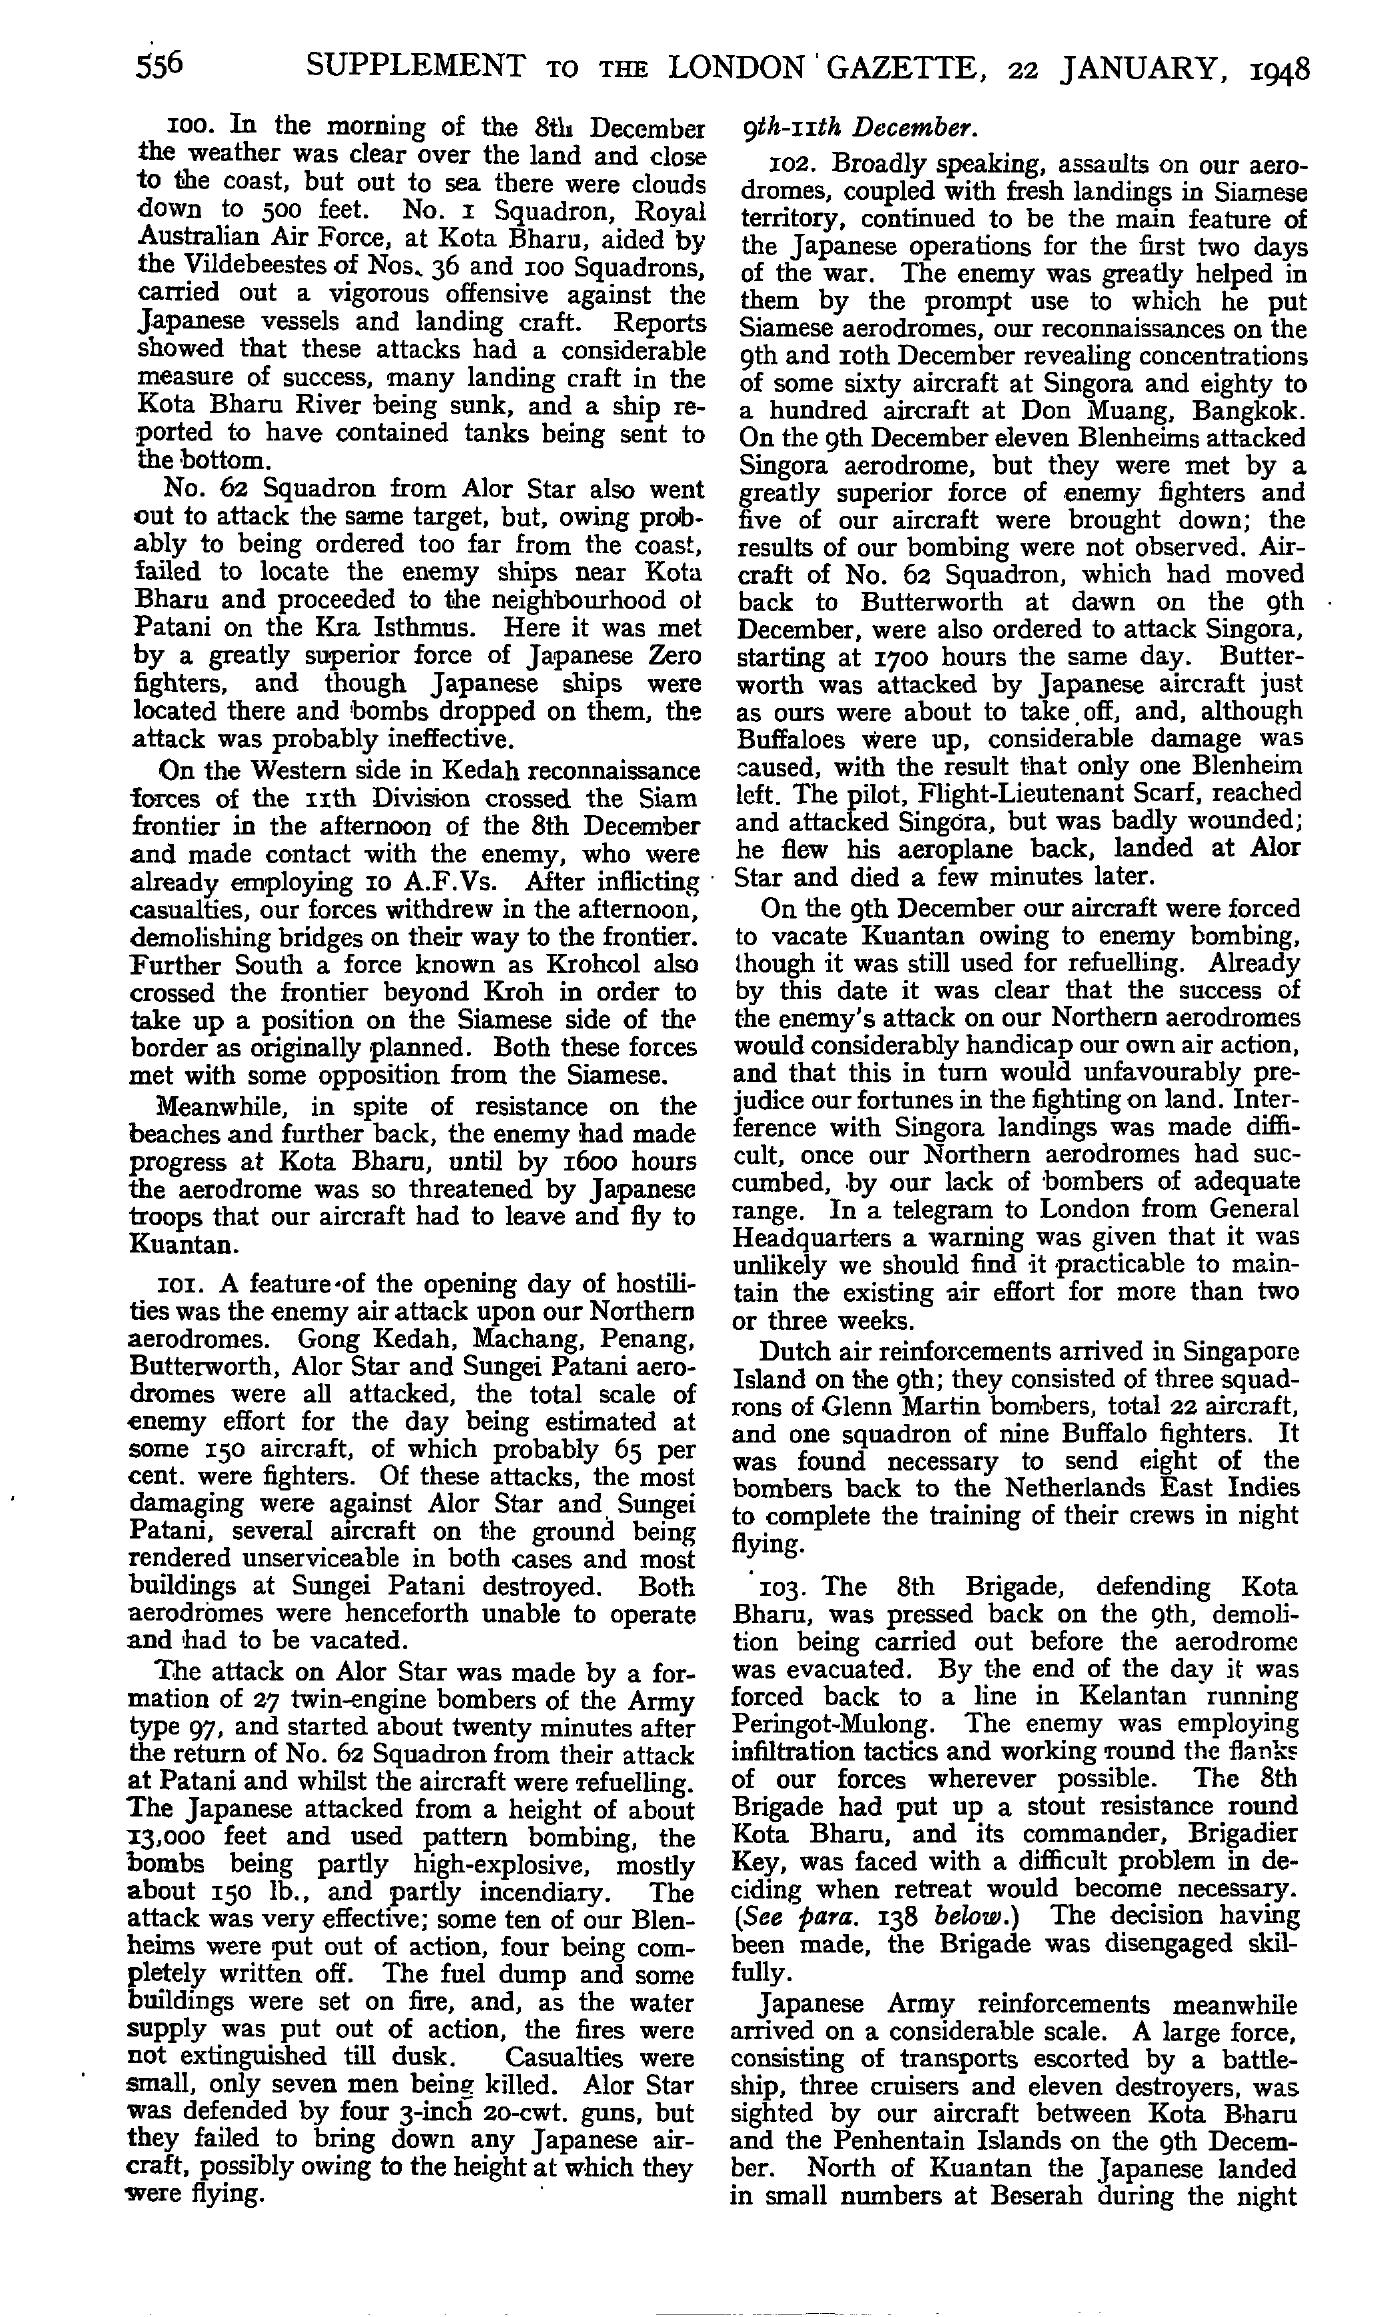 556 SUPPLEMENT TO THE LONDON GAZETTE, 22 JANUARY, 1948
100. In the morning of the 8th December
the weather was clear over the land and close
to the coast, but out to sea there were clouds
down to 500 feet. No. 1 Squadron, Royal
Australian Air Force, at Kota Bharu, aided by
the Vildebeestes of Nos. 36 and 100 Squadrons,
carried out a vigorous offensive against the
Japanese vessels and landing craft. Reports
showed that these attacks had a considerable
measure of success, many landing craft in the
Kota Bharu River being sunk, and a ship re-
ported to have contained tanks being sent to
the bottom.
No. 62 Squadron from Alor Star also went
out to attack the same target, but, owing prob-
ably to being ordered too far from the coast,
failed to locate the enemy ships near Kota
Bharu and proceeded to the neighbourhood of
Patani on the Kra Isthmus. Here it was met
by a greatly superior force of Japanese Zero
fighters, and though Japanese ships were
located there and bombs dropped on them, the
attack was probably ineffective.
On the Western side in Kedah reconnaissance
forces of the 11th Division crossed the Siam
frontier in the afternoon of the 8th December
and made contact with the enemy, who were
already employing 10 A.F.Vs. After inflicting
casualties, our forces withdrew in the afternoon,
demolishing bridges on their way to the frontier.
Further South a force known as Krohcol also
crossed the frontier beyond Kroh in order to
take up a position on the Siamese side of the
border as originally planned. Both these forces
met with some opposition from the Siamese.
Meanwhile, in spite of resistance on the
beaches and further back, the enemy had made
progress at Kota Bharu, until by 1600 hours
the aerodrome was so threatened by Japanese
troops that our aircraft had to leave and fly to
Kuantan.
101. A feature of the opening day of hostili-
ties was the enemy air attack upon our Northern
aerodromes. Gong Kedah, Machang, Penang,
Butterworth, Alor Star and Sungei Patani aero-
dromes were all attacked, the total scale of
enemy effort for the day being estimated at
some 150 aircraft, of which probably 65 per
cent. were fighters. Of these attacks, the most
damaging were against Alor Star and Sungei
Patani, several aircraft on the ground being
rendered unserviceable in both cases and most
buildings at Sungei Patani destroyed. Both
aerodromes were henceforth unable to operate
and had to be vacated.
The attack on Alor Star was made by a for-
mation of 27 twin-engine bombers of the Army
type 97, and started about twenty minutes after
the return of No. 62 Squadron from their attack
at Patani and whilst the aircraft were refuelling.
The Japanese attacked from a height of about
13,000 feet and used pattern bombing, the
bombs being partly high-explosive, mostly
about 150 lb., and partly incendiary. The
attack was very effective; some ten of our Blen-
heims were put out of action, four being com-
pletely written off. The fuel dump and some
buildings were set on fire, and, as the water
supply was put out of action, the fires were
not extinguished till dusk. Casualties were
small, only seven men being killed. Alor Star
was defended by four 3-inch 20-cwt. guns, but
they failed to bring down any Japanese air-
craft, possibly owing to the height at which they
were flying.
9th-11th December.
102. Broadly speaking, assaults on our aero-
dromes, coupled with fresh landings in Siamese
territory, continued to be the main feature of
the Japanese operations for the first two days
of the war. The enemy was greatly helped in
them by the prompt use to which he put
Siamese aerodromes, our reconnaissances on the
9th and 10th December revealing concentrations
of some sixty aircraft at Singora and eighty to
a hundred aircraft at Don Muang, Bangkok.
On the 9th December eleven Blenheims attacked
Singora aerodrome, but they were met by a
greatly superior force of enemy fighters and
five of our aircraft were brought down; the
results of our bombing were not observed. Air-
craft of No. 62 Squadron, which had moved
back to Butterworth at dawn on the 9th
December, were also ordered to attack Singora,
starting at 1700 hours the same day. Butter-
worth was attacked by Japanese aircraft just
as ours were about to take off, and, although
Buffaloes were up, considerable damage was
caused, with the result that only one Blenheim
left. The pilot, Flight-Lieutenant Scarf, reached
and attacked Singora, but was badly wounded;
he flew his aeroplane back, landed at Alor
Star and died a few minutes later.
On the 9th December our aircraft were forced
to vacate Kuantan owing to enemy bombing,
though it was still used for refuelling. Already
by this date it was clear that the success of
the enemy's attack on our Northern aerodromes
would considerably handicap our own air action,
and that this in turn would unfavourably pre-
judice our fortunes in the fighting on land. Inter-
ference with Singora landings was made diffi-
cult, once our Northern aerodromes had suc-
cumbed, by our lack of bombers of adequate
range. In a telegram to London from General
Headquarters a warning was given that it was
unlikely we should find it practicable to main-
tain the existing air effort for more than two
or three weeks.
Dutch air reinforcements arrived in Singapore
Island on the 9th; they consisted of three squad-
rons of Glenn Martin bombers, total 22 aircraft,
and one squadron of nine Buffalo fighters. It
was found necessary to send eight of the
bombers back to the Netherlands East Indies
to complete the training of their crews in night
flying.
103. The 8th Brigade, defending Kota
Bharu, was pressed back on the 9th, demoli-
tion being carried out before the aerodrome
was evacuated. By the end of the day it was
forced back to a line in Kelantan running
Peringot-Mulong. The enemy was employing
infiltration tactics and working round the flanks
of our forces wherever possible. The 8th
Brigade had put up a stout resistance round
Kota Bharu, and its commander, Brigadier
Key, was faced with a difficult problem in de-
ciding when retreat would become necessary.
(See para. 138 below.) The decision having
been made, the Brigade was disengaged skil-
fully.
Japanese Army reinforcements meanwhile
arrived on a considerable scale. A large force,
consisting of transports escorted by a battle-
ship, three cruisers and eleven destroyers, was
sighted by our aircraft between Kota Bharu
and the Penhentain Islands on the 9th Decem-
ber. North of Kuantan the Japanese landed
in small numbers at Beserah during the night